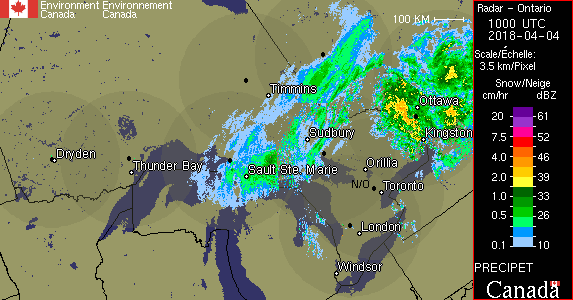 Environment Environnement
Canada Canada
100 KM
Timmins
Ottawa
Sudbury
Kingston
Dryden
Thunder Bay
Sault Ste. Marie
Orillia
N/O
Toronto
London
Windsor
Radar - Ontario
1000 UTC
2018-04-04
Scale/Échelle:
3.5 km/Pixel
Snow/Neige
cm/hr dBZ
20 61
7.5 52
4.0 46
2.0 39
1.0 33
0.5 26
0.1 10
PRECIPET
Canada